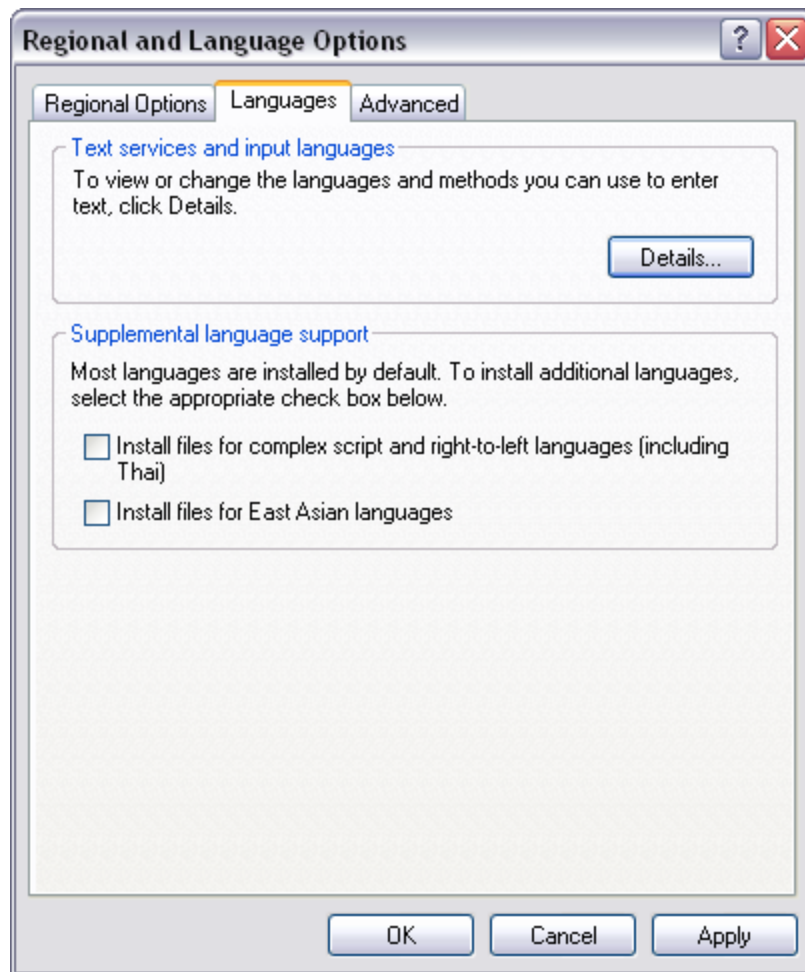 Regional and Language Options
?
Regional Options
Languages
Advanced
Text services and input languages
To view or change the languages and methods you can use to enter
text, click Details.
Details...
Supplemental language support
Most languages are installed by default. To install additional languages,
select the appropriate check box below.
Install files for complex script and right-to-left languages (including
Thai)
Install files for East Asian languages
OK
Cancel
Apply